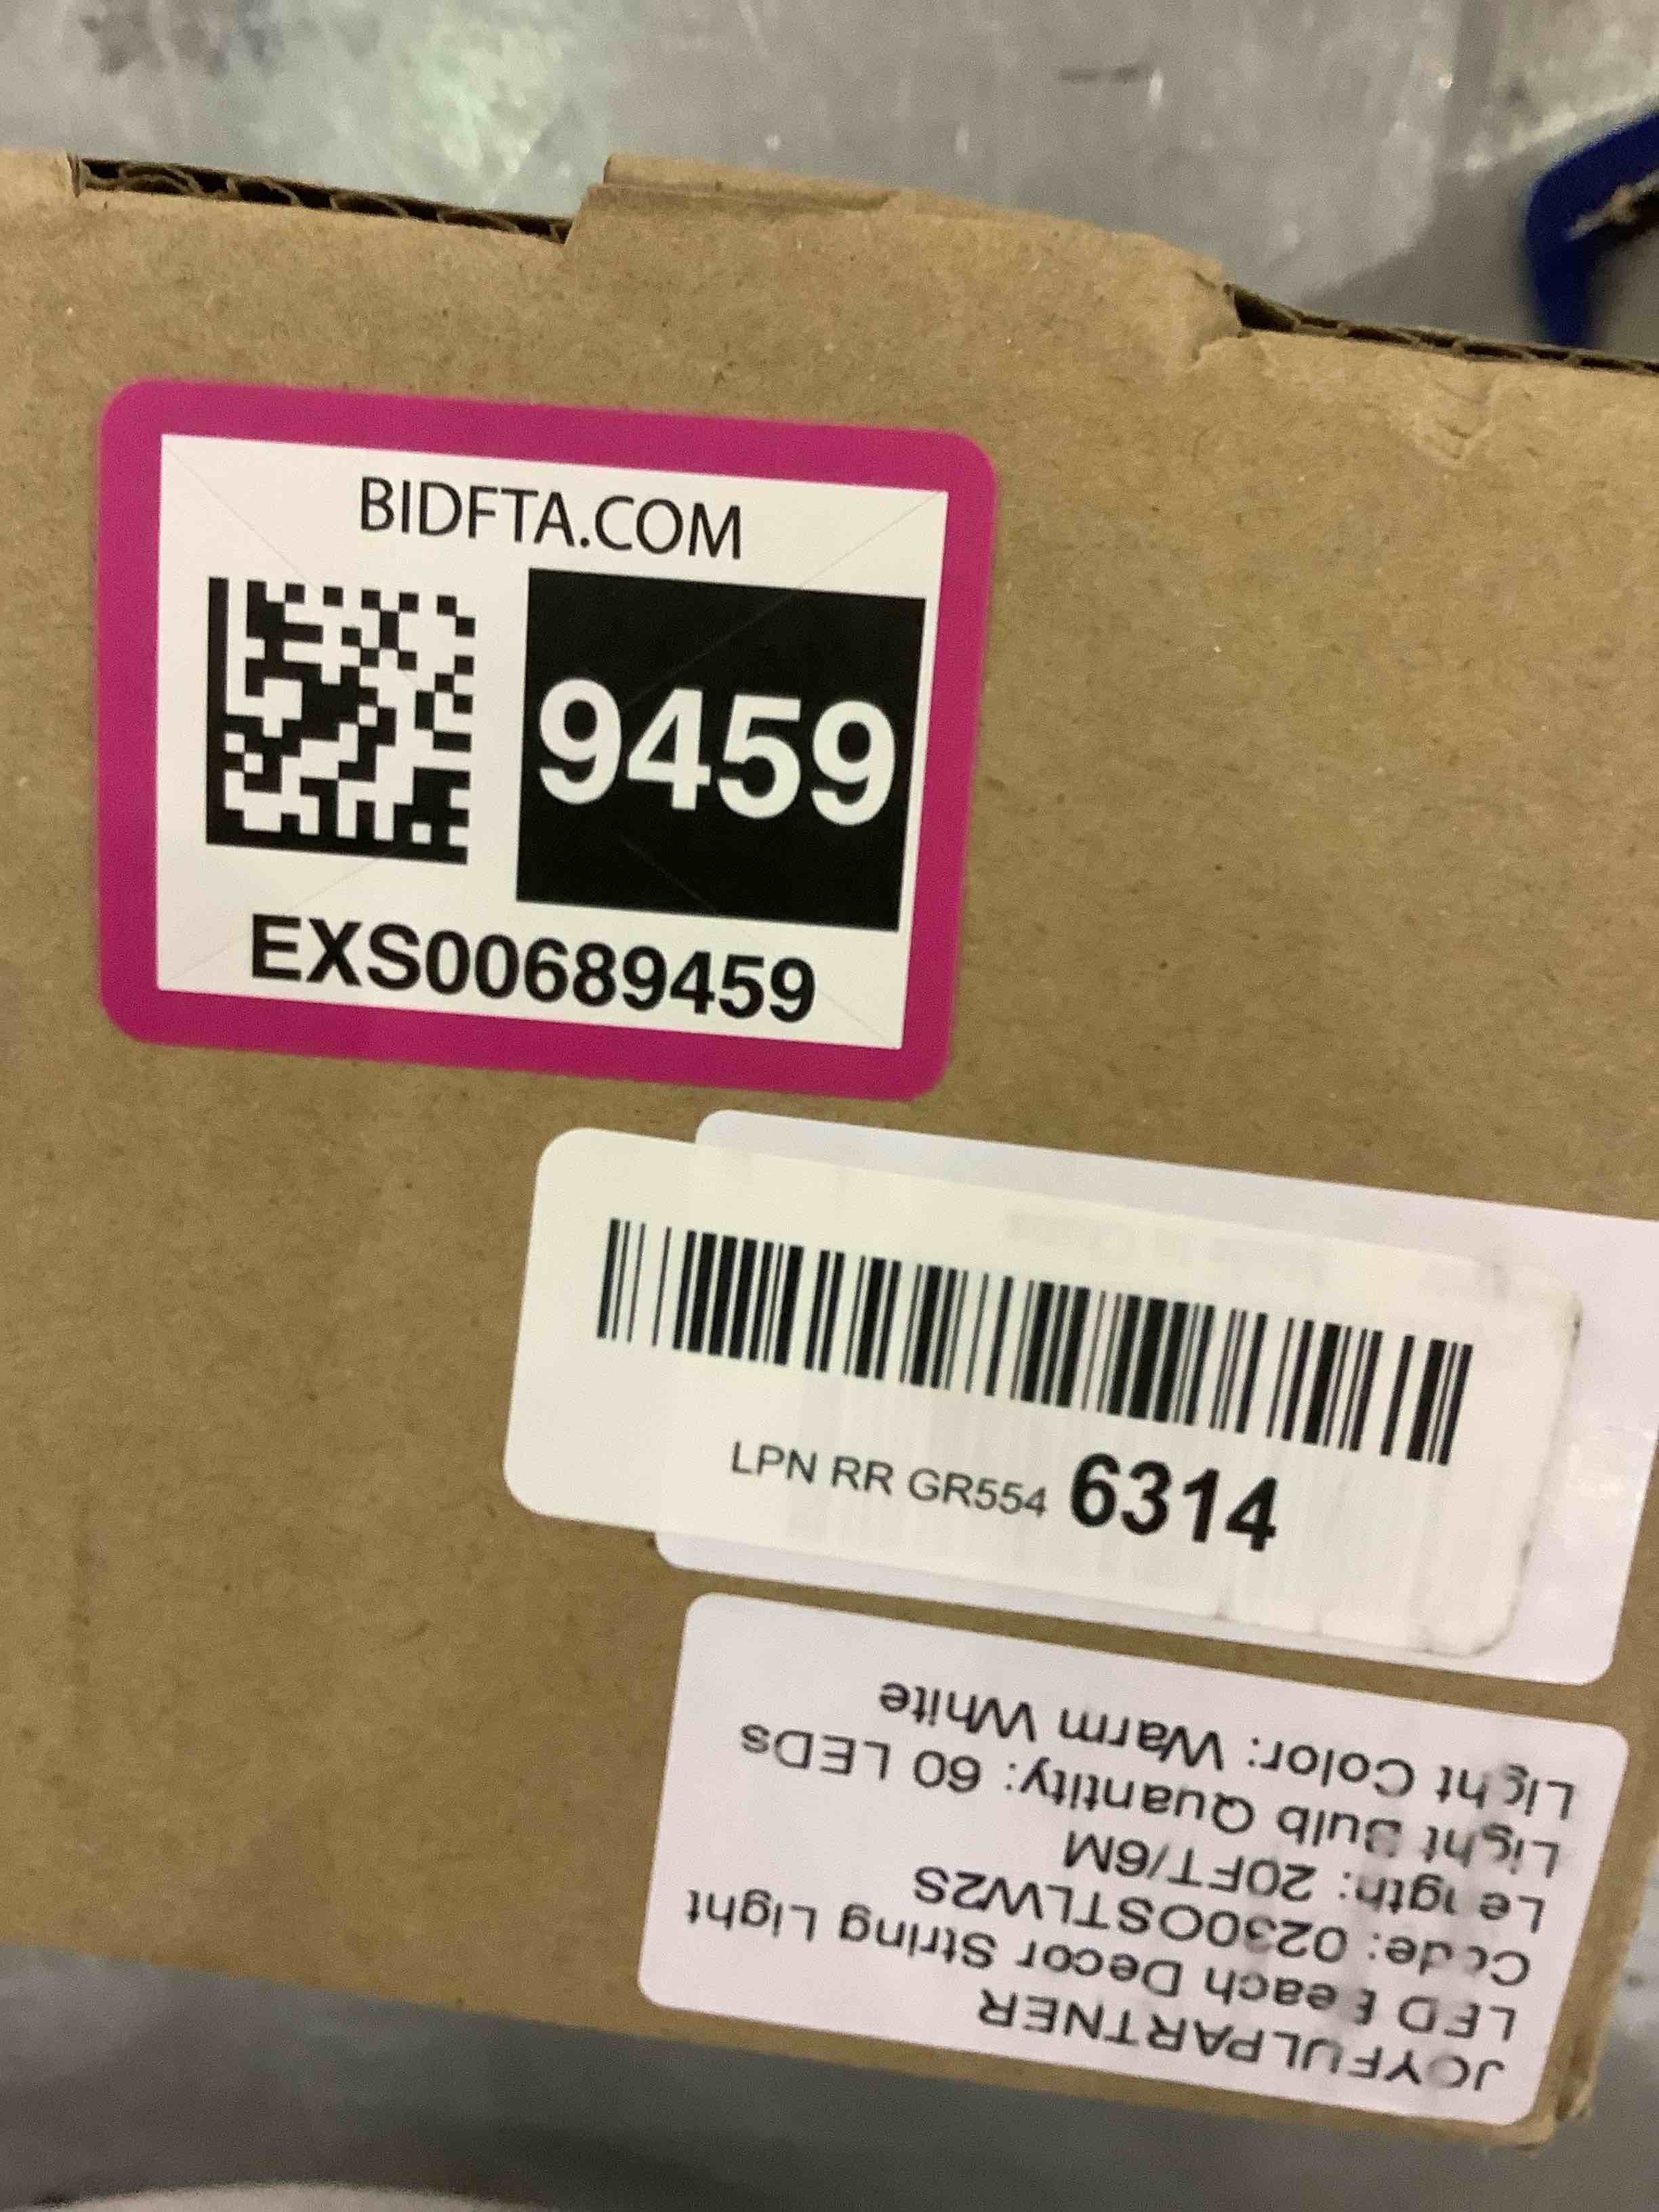 BIDFTA.COM
9459
EXS00689459
LPN RR GR554 6314
JOYFULPARTNER
LED Beach Decor String Light
Code: 0230OSTLW2S
Length: 20FT/6M
Light Bulb Quantity: 60 LEDs
Light Color: Warm White